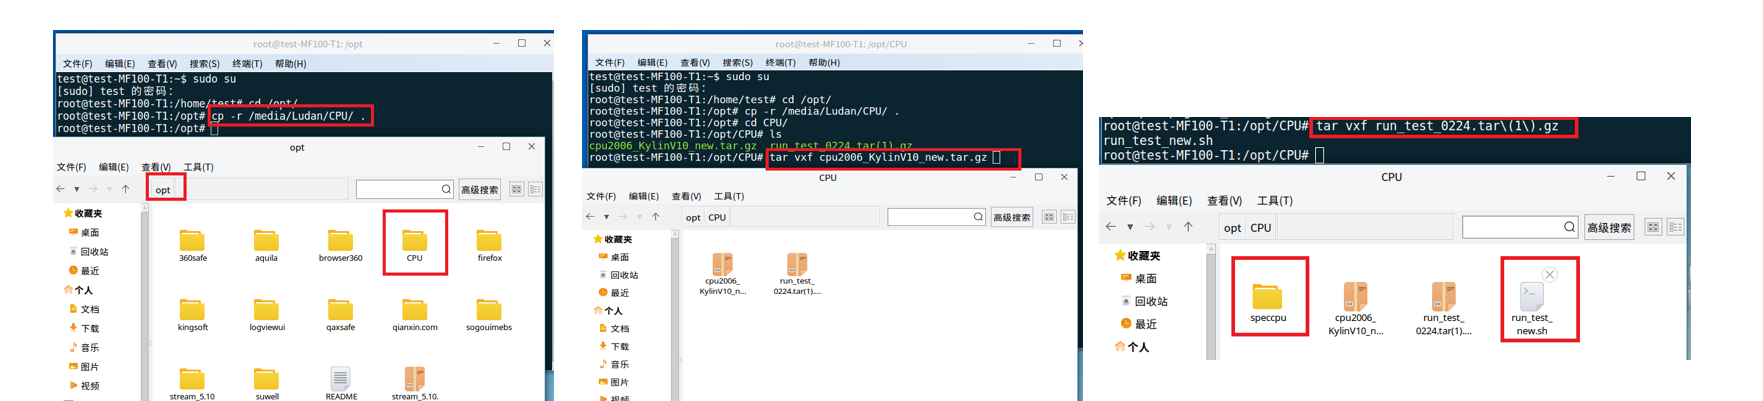 root@test-MF100-T1: /opt
文件(F) 编辑(E) 查看(V) 搜索(S) 终端(T) 帮助(H)
test@test-MF100-T1:~$ sudo su
[sudo] test 的密码：
root@test-MF100-T1:/home/test# cd /opt/
root@test-MF100-T1:/opt# cp -r /media/Ludan/CPU/ .
root@test-MF100-T1:/opt#
opt
文件(F) 编辑(E) 查看(V) 工具(T)
opt 高级搜索
收藏夹
桌面
回收站
最近
个人
文档
下载
音乐
图片
视频
360safe aquila browser360 CPU firefox
kingsoft logviewui qaxsafe qianxin.com sogouimebs
stream_5.10 suwell README stream_5.10.
root@test-MF100-T1: /opt/CPU
文件(F) 编辑(E) 查看(V) 搜索(S) 终端(T) 帮助(H)
test@test-MF100-T1:~$ sudo su
[sudo] test 的密码：
root@test-MF100-T1:/home/test# cd /opt/
root@test-MF100-T1:/opt# cp -r /media/Ludan/CPU/ .
root@test-MF100-T1:/opt# cd CPU/
root@test-MF100-T1:/opt/CPU# ls
cpu2006_KylinV10_new.tar.gz run_test_0224.tar(1).gz
root@test-MF100-T1:/opt/CPU# tar vxf cpu2006_KylinV10_new.tar.gz
CPU
文件(F) 编辑(E) 查看(V) 工具(T)
opt CPU 高级搜索
收藏夹
桌面
回收站
最近
个人
文档
下载
音乐
图片
视频
cpu2006_ run_test_
KylinV10_n... 0224.tar(1)....
root@test-MF100-T1:/opt/CPU# tar vxf run_test_0224.tar\(1\).gz
run_test_new.sh
root@test-MF100-T1:/opt/CPU#
CPU
文件(F) 编辑(E) 查看(V) 工具(T)
opt CPU 高级搜索
收藏夹
桌面
回收站
最近
个人
speccpu cpu2006_ run_test_ run_test_
KylinV10_n... 0224.tar(1).... new.sh